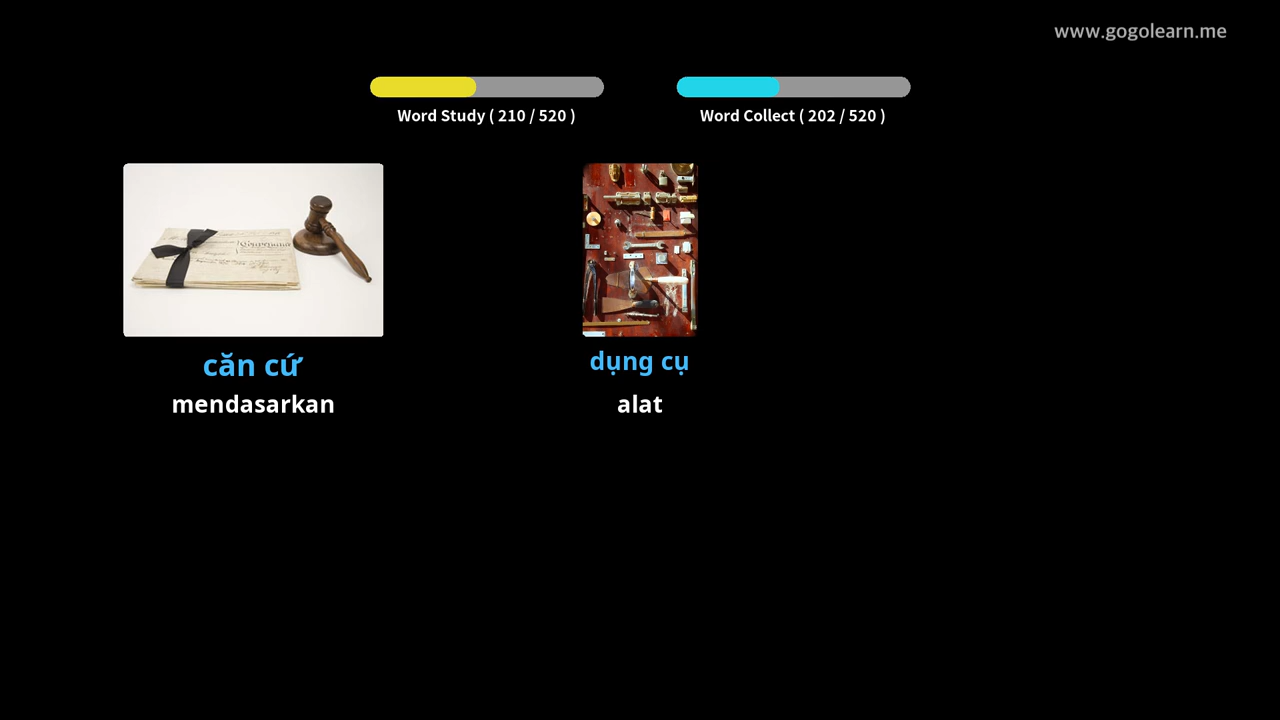 www.gogolearn.me
Word Study ( 210 / 520 )
Word Collect ( 202 / 520 )
căn cứ
mendasarkan
dụng cụ
alat